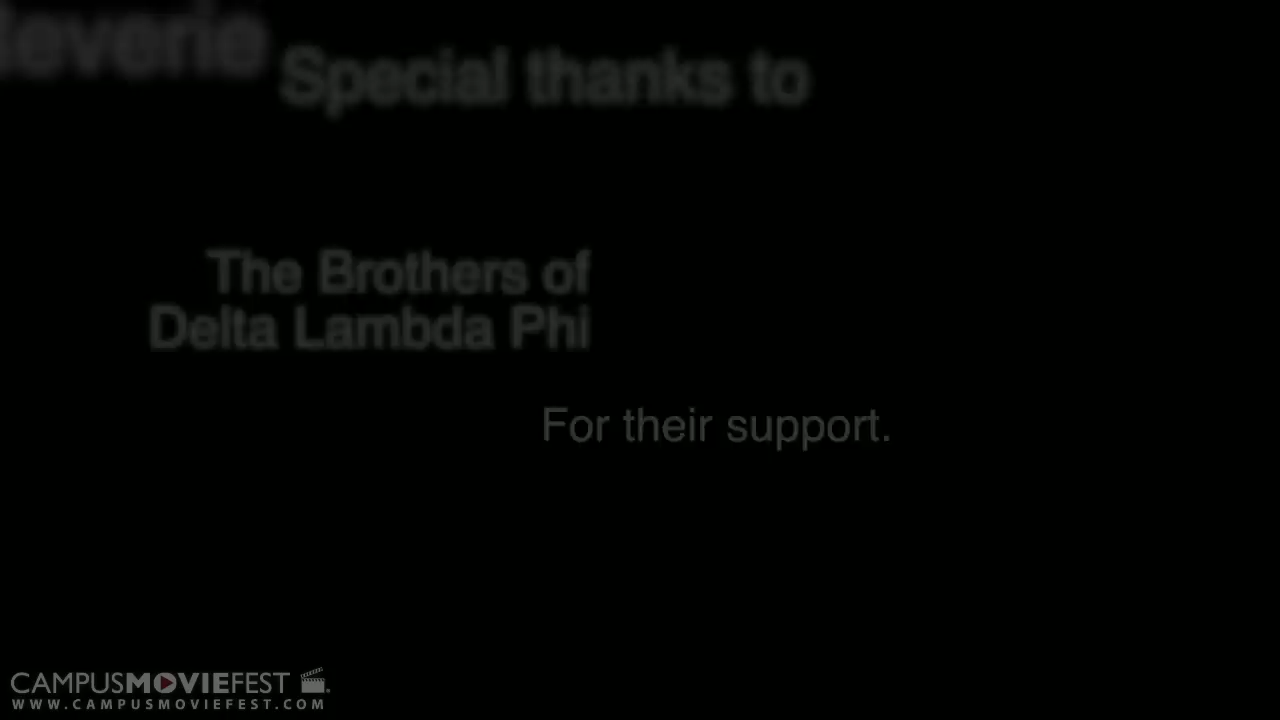 Special thanks to
The Brothers of
Delta Lambda Phi
For their support.
CAMPUSMOVIEFEST
WWW.CAMPUSMOVIEFEST.COM